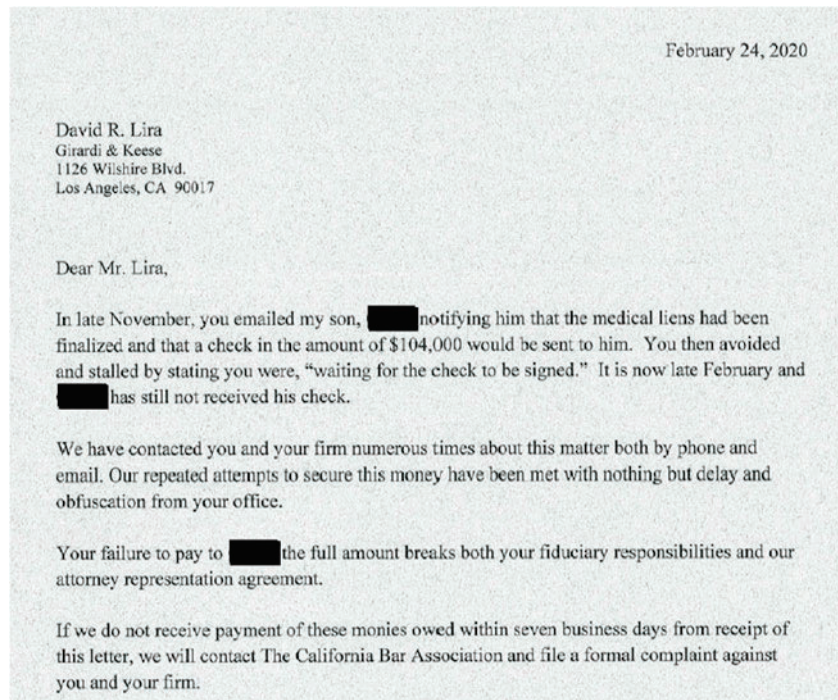 February 24, 2020
David R. Lira
Girardi & Keese
1126 Wilshire Blvd.
Los Angeles, CA 90017
Dear Mr. Lira,
In late November, you emailed my son, notifying him that the medical liens had been
finalized and that a check in the amount of $104,000 would be sent to him. You then avoided
and stalled by stating you were, “waiting for the check to be signed.” It is now late February and
has still not received his check.
We have contacted you and your firm numerous times about this matter both by phone and
email. Our repeated attempts to secure this money have been met with nothing but delay and
obfuscation from your office.
Your failure to pay to the full amount breaks both your fiduciary responsibilities and our
attorney representation agreement.
If we do not receive payment of these monies owed within seven business days from receipt of
this letter, we will contact The California Bar Association and file a formal complaint against
you and your firm.